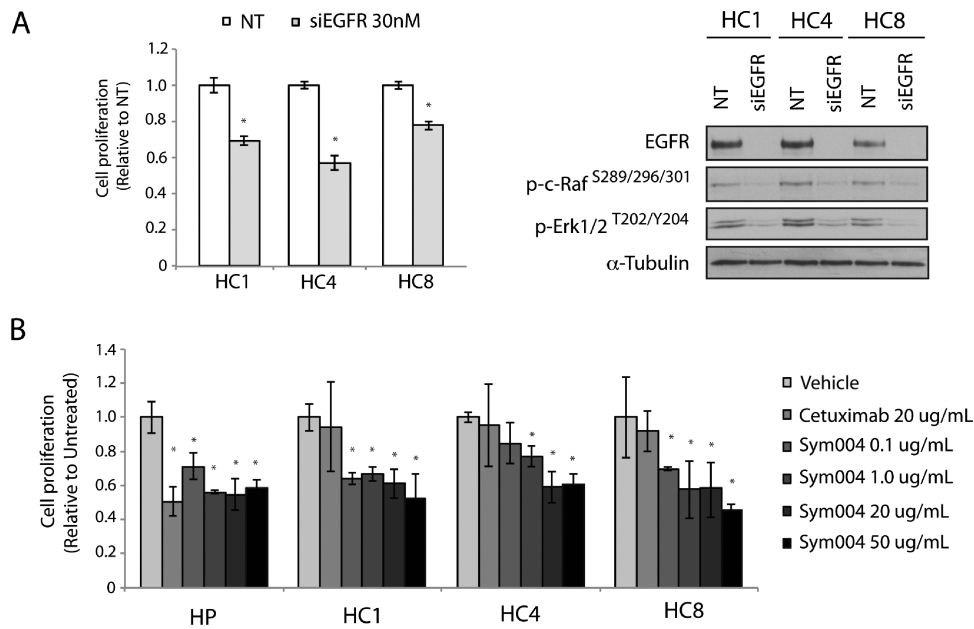 A
NT siEGFR 30nM
Cell proliferation
(Relative to NT)
1.2
1.0
0.8
0.6
0.4
0.2
0
* * *
HC1 HC4 HC8
HC1 HC4 HC8
NT siEGFR NT siEGFR NT siEGFR
EGFR
p-c-Raf S289/296/301
p-Erk1/2 T202/Y204
α-Tubulin
B
Cell proliferation
(Relative to Untreated)
1.4
1.2
1.0
0.8
0.6
0.4
0.2
0
* * * * *
* * * *
* * *
* * * *
HP HC1 HC4 HC8
Vehicle
Cetuximab 20 ug/mL
Sym004 0.1 ug/mL
Sym004 1.0 ug/mL
Sym004 20 ug/mL
Sym004 50 ug/mL